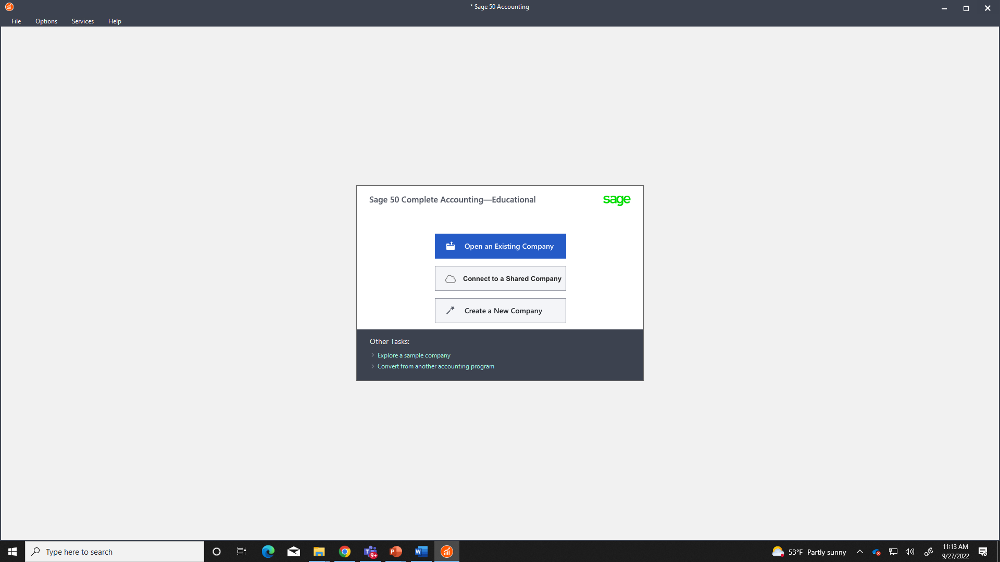 * Sage 50 Accounting
File Options Services Help
Sage 50 Complete Accounting—Educational
sage
Open an Existing Company
Connect to a Shared Company
Create a New Company
Other Tasks:
Explore a sample company
Convert from another accounting program
Type here to search
T
9+
P
W
53°F Partly sunny
11:13 AM
9/27/2022